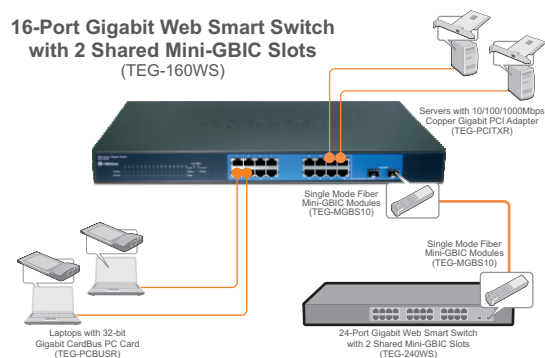 16-Port Gigabit Web Smart Switch
with 2 Shared Mini-GBIC Slots
(TEG-160WS)
Servers with 10/100/1000Mbps
Copper Gigabit PCI Adapter
(TEG-PCITXR)
Single Mode Fiber
Mini-GBIC Modules
(TEG-MGBS10)
Single Mode Fiber
Mini-GBIC Modules
(TEG-MGBS10)
Laptops with 32-bit
Gigabit CardBus PC Card
(TEG-PCBUSR)
24-Port Gigabit Web Smart Switch
with 2 Shared Mini-GBIC Slots
(TEG-240WS)